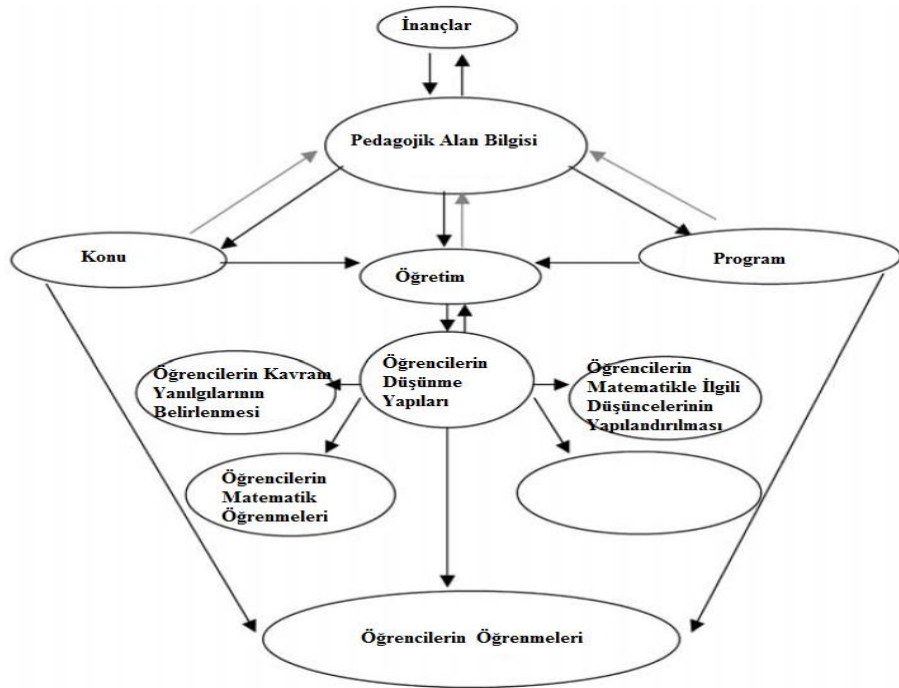 İnançlar
Pedagojik Alan Bilgisi
Konu
Öğretim
Program
Öğrencilerin Kavram
Yanılgılarının
Belirlenmesi
Öğrencilerin
Düşünme
Yapıları
Öğrencilerin
Matematikle İlgili
Düşüncelerinin
Yapılandırılması
Öğrencilerin
Matematik
Öğrenmeleri
Öğrencilerin Öğrenmeleri